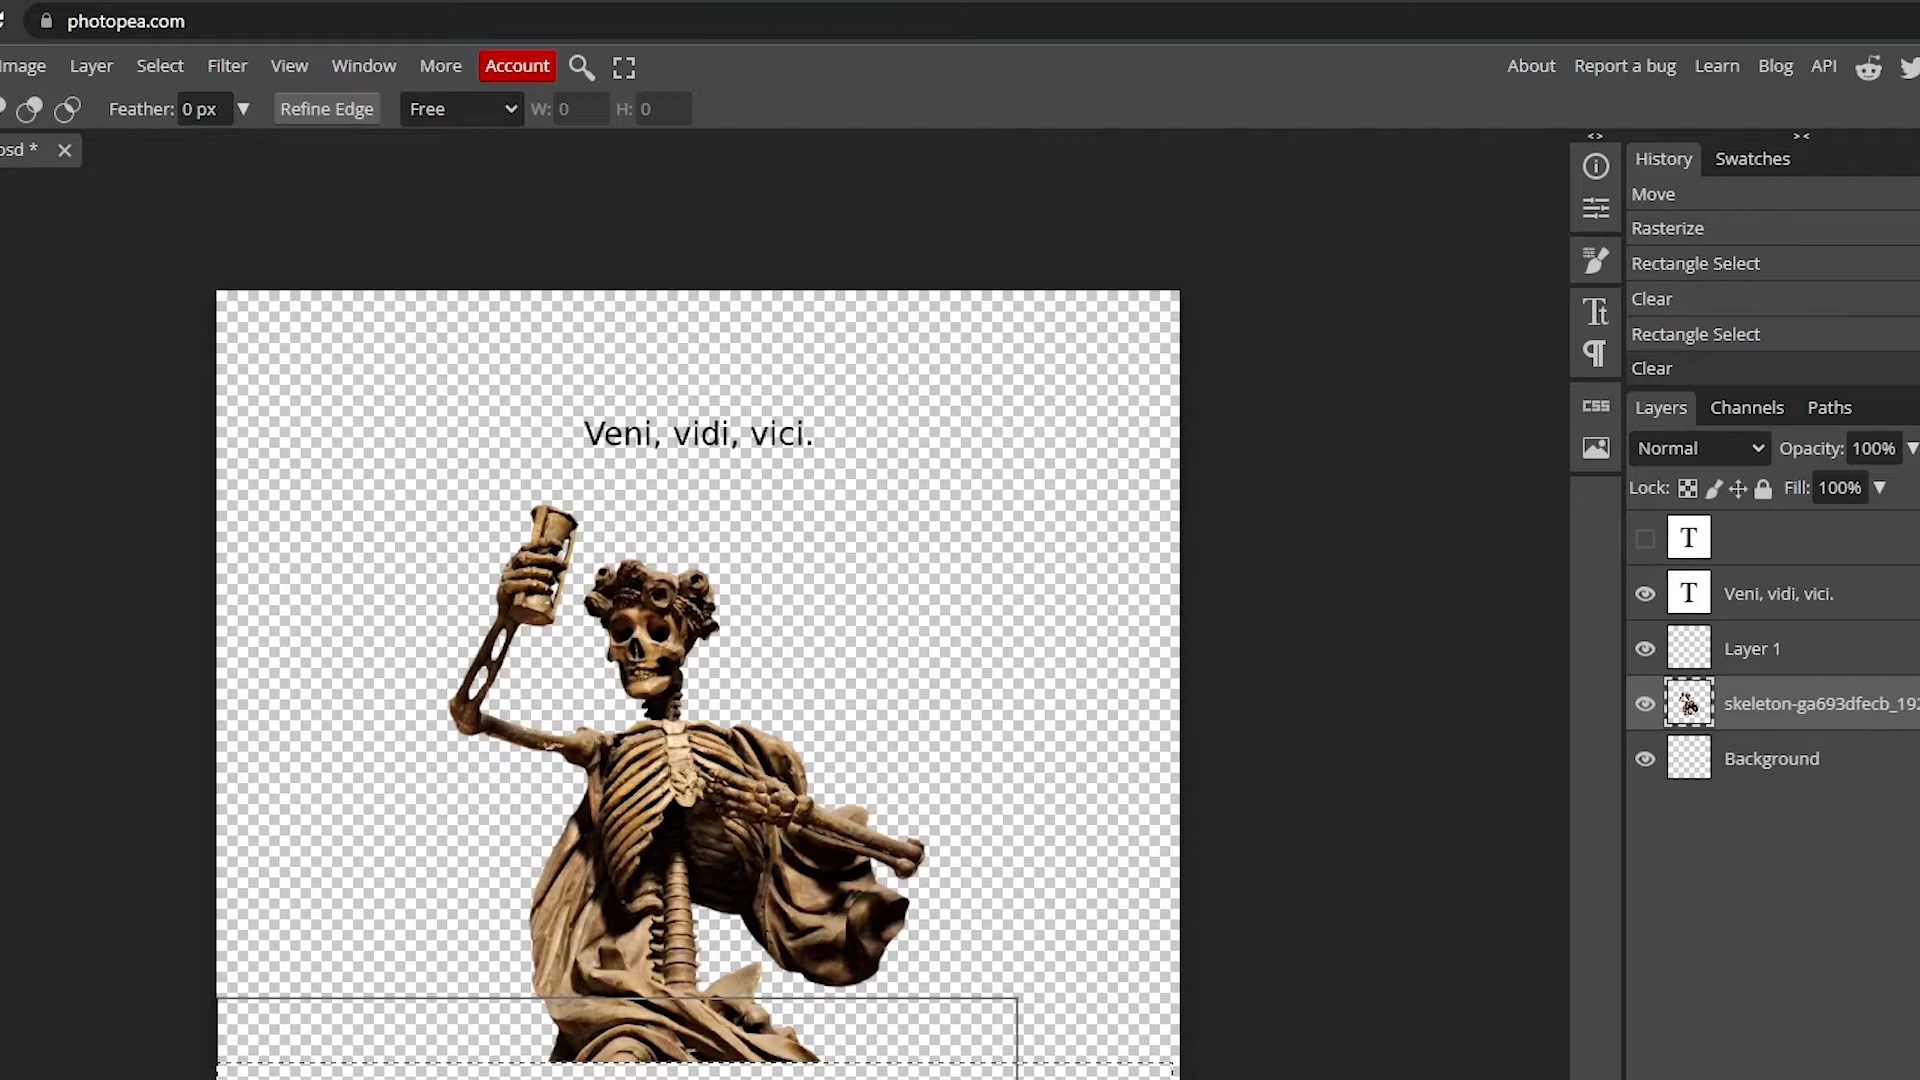 photopea.com
Image Layer Select Filter View Window More Account About Report a bug Learn Blog API
Feather: 0 px Refine Edge Free W: 0 H: 0
psd *
History Swatches
Move
Rasterize
Rectangle Select
Clear
Rectangle Select
Clear
CSS
Layers Channels Paths
Normal Opacity: 100%
Lock: Fill: 100%
T
T Veni, vidi, vici.
Layer 1
skeleton-ga693dfecb_192
Background
Veni, vidi, vici.